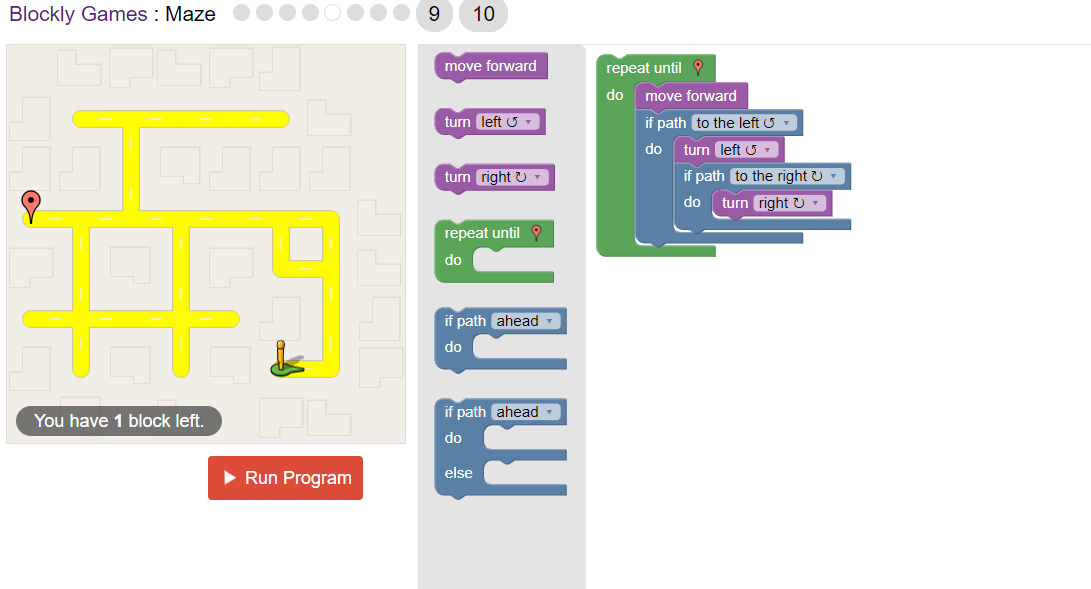 Blockly Games : Maze 9 10
You have 1 block left.
Run Program
move forward
turn left ↺ ▾
turn right ↻ ▾
repeat until
do
if path ahead ▾
do
if path ahead ▾
do
else
repeat until
do move forward
if path to the left ↺ ▾
do turn left ↺ ▾
if path to the right ↻ ▾
do turn right ↻ ▾